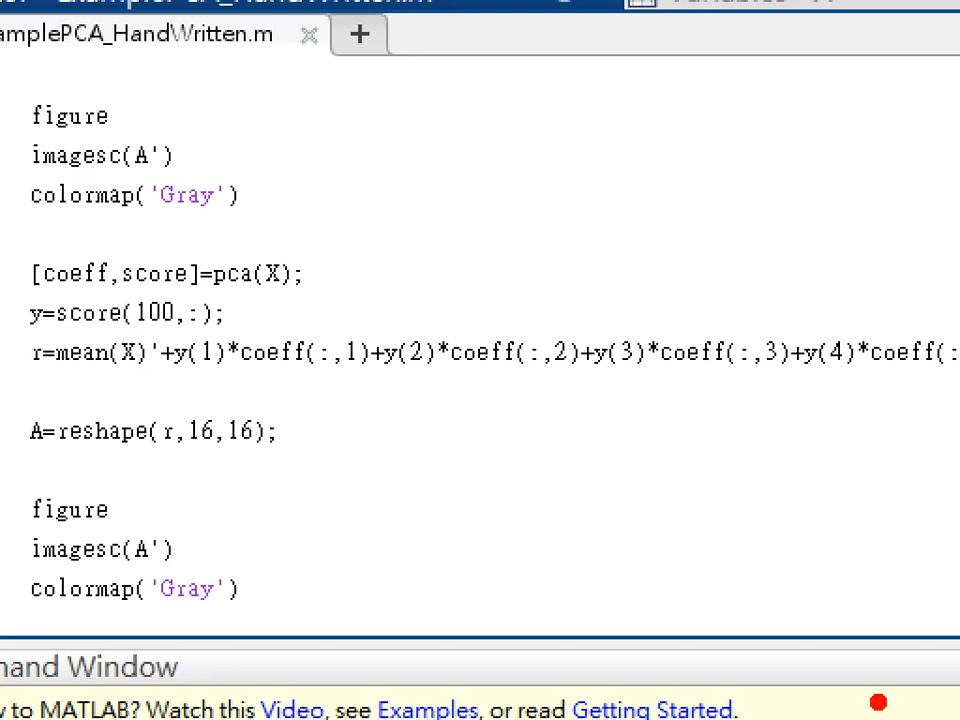 amplePCA_HandWritten.m
figure
imagesc(A')
colormap('Gray')
[coeff,score]=pca(X);
y=score(100,:);
r=mean(X)'+y(1)*coeff(:,1)+y(2)*coeff(:,2)+y(3)*coeff(:,3)+y(4)*coeff(:
A=reshape(r,16,16);
figure
imagesc(A')
colormap('Gray')
mand Window
w to MATLAB? Watch this Video, see Examples, or read Getting Started.